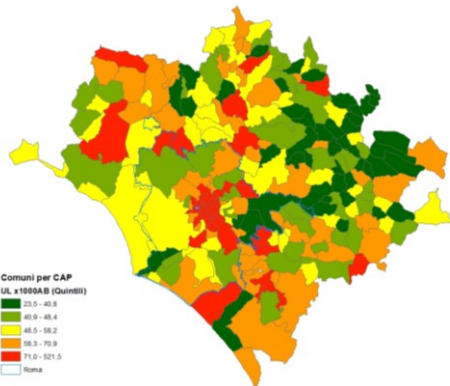 Comuni per CAP
UL x1000AB (Quintili)
23,5 - 40,8
40,9 - 48,4
48,5 - 58,2
58,3 - 70,9
71,0 - 521,5
Roma